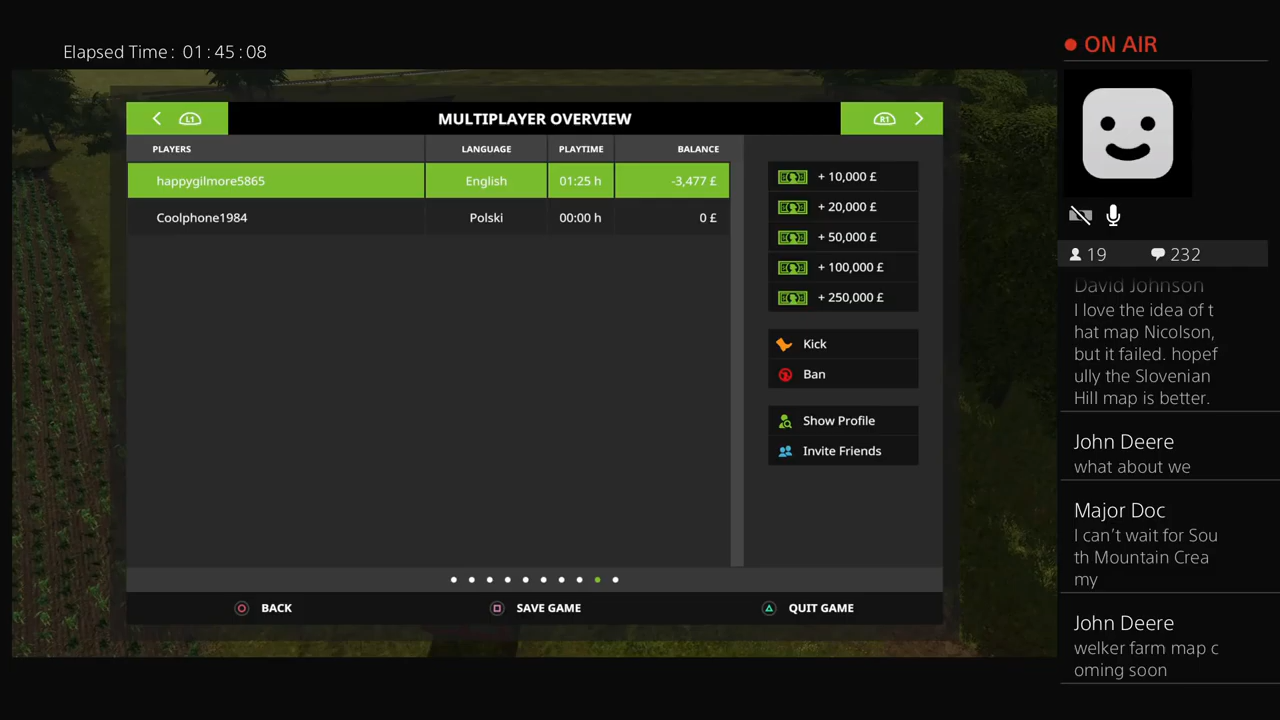 Elapsed Time: 01:45:08
ON AIR
L1
MULTIPLAYER OVERVIEW
R1
PLAYERS LANGUAGE PLAYTIME BALANCE
happygilmore5865 English 01:25 h -3,477 £
Coolphone1984 Polski 00:00 h 0 £
+ 10,000 £
+ 20,000 £
+ 50,000 £
+ 100,000 £
+ 250,000 £
Kick
Ban
Show Profile
Invite Friends
BACK
SAVE GAME
QUIT GAME
19 232
David Johnson
I love the idea of t
hat map Nicolson,
but it failed. hopef
ully the Slovenian
Hill map is better.
John Deere
what about we
Major Doc
I can't wait for Sou
th Mountain Crea
my
John Deere
welker farm map c
oming soon